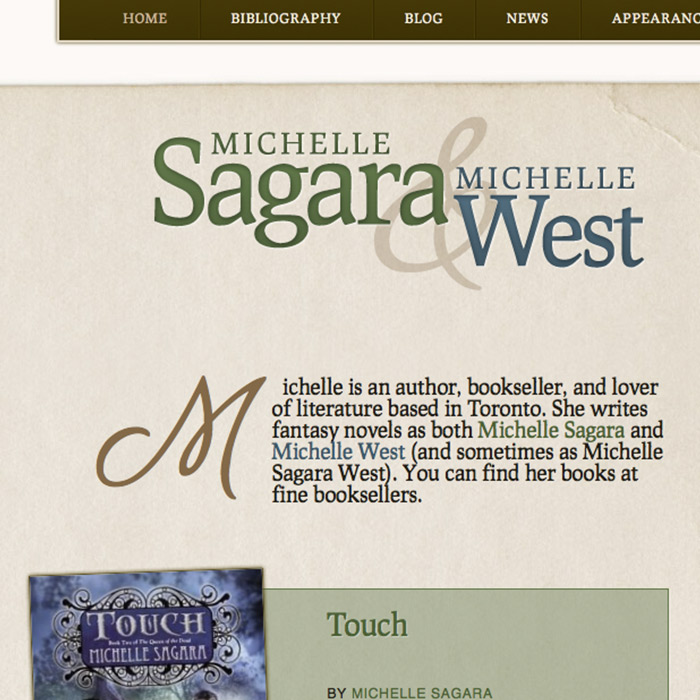 HOME BIBLIOGRAPHY BLOG NEWS APPEARANC
MICHELLE
Sagara
&
MICHELLE
West
Michelle is an author, bookseller, and lover
of literature based in Toronto. She writes
fantasy novels as both Michelle Sagara and
Michelle West (and sometimes as Michelle
Sagara West). You can find her books at
fine booksellers.
TOUCH
Book Two of The Queen of the Dead
MICHELLE SAGARA
Touch
BY MICHELLE SAGARA